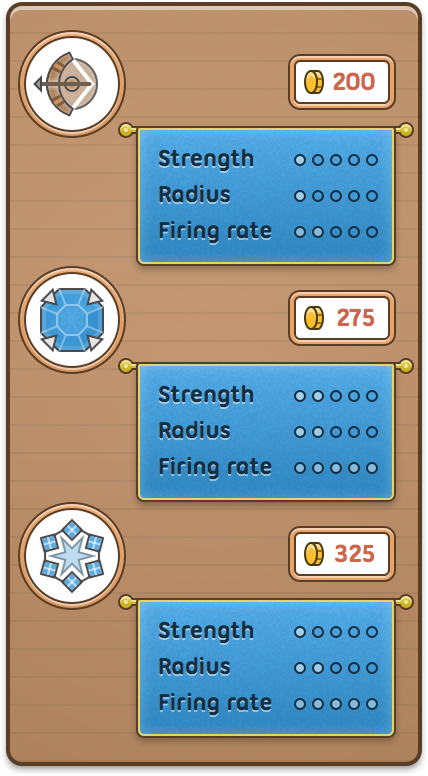 200
Strength
Radius
Firing rate
275
Strength
Radius
Firing rate
325
Strength
Radius
Firing rate